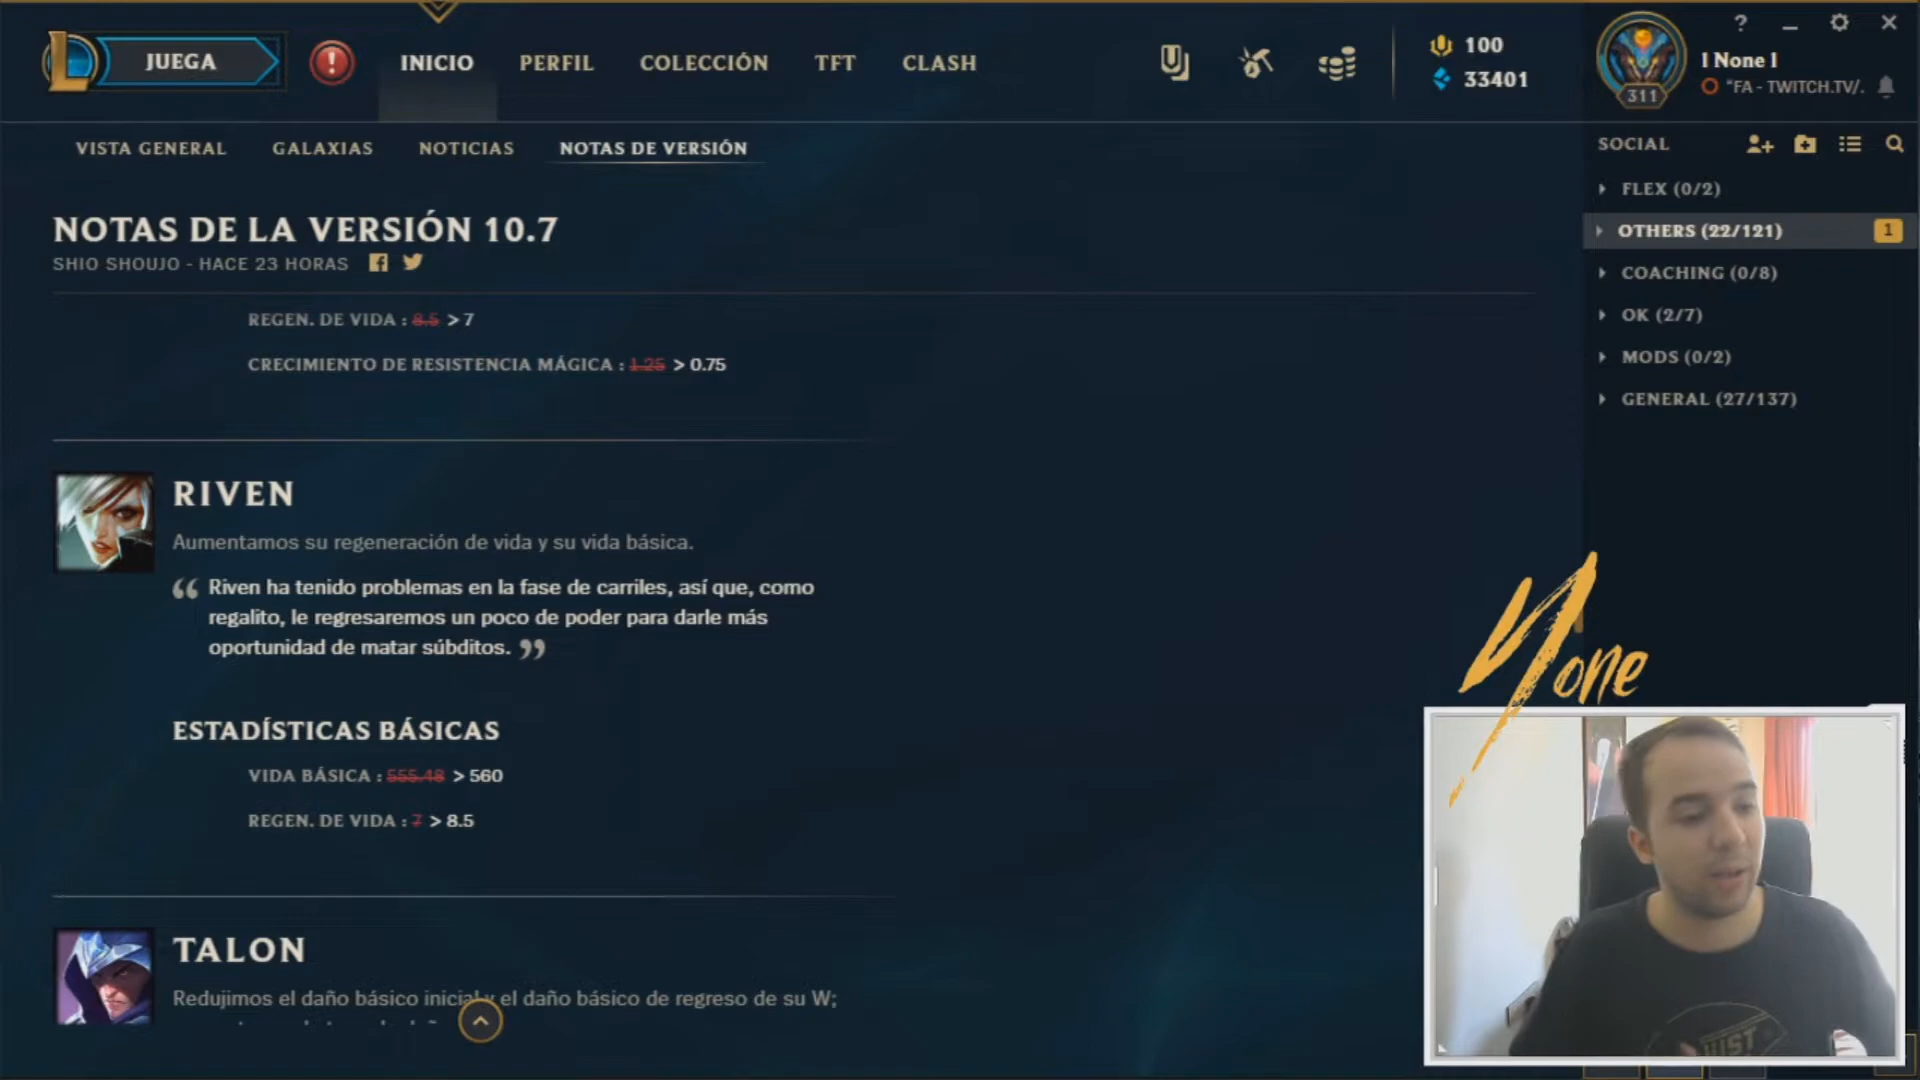 JUEGA
INICIO
PERFIL
COLECCIÓN
TFT
CLASH
100
33401
311
I None I
"FA - TWITCH.TV/.
VISTA GENERAL
GALAXIAS
NOTICIAS
NOTAS DE VERSIÓN
SOCIAL
FLEX (0/2)
OTHERS (22/121)
1
COACHING (0/8)
OK (2/7)
MODS (0/2)
GENERAL (27/137)
NOTAS DE LA VERSIÓN 10.7
SHIO SHOUJO - HACE 23 HORAS
REGEN. DE VIDA : 8.5 > 7
CRECIMIENTO DE RESISTENCIA MÁGICA : 1.25 > 0.75
RIVEN
Aumentamos su regeneración de vida y su vida básica.
“ Riven ha tenido problemas en la fase de carriles, así que, como
regalito, le regresaremos un poco de poder para darle más
oportunidad de matar súbditos. ”
ESTADÍSTICAS BÁSICAS
VIDA BÁSICA : 555.48 > 560
REGEN. DE VIDA : 7 > 8.5
TALON
Redujimos el daño básico inicial y el daño básico de regreso de su W;
None